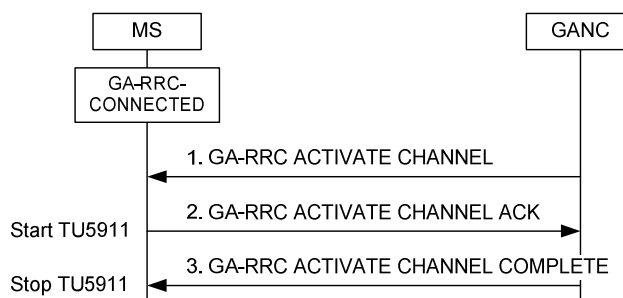 MS
GANC
GA-RRC-
CONNECTED
1. GA-RRC ACTIVATE CHANNEL
2. GA-RRC ACTIVATE CHANNEL ACK
Start TU5911
3. GA-RRC ACTIVATE CHANNEL COMPLETE
Stop TU5911